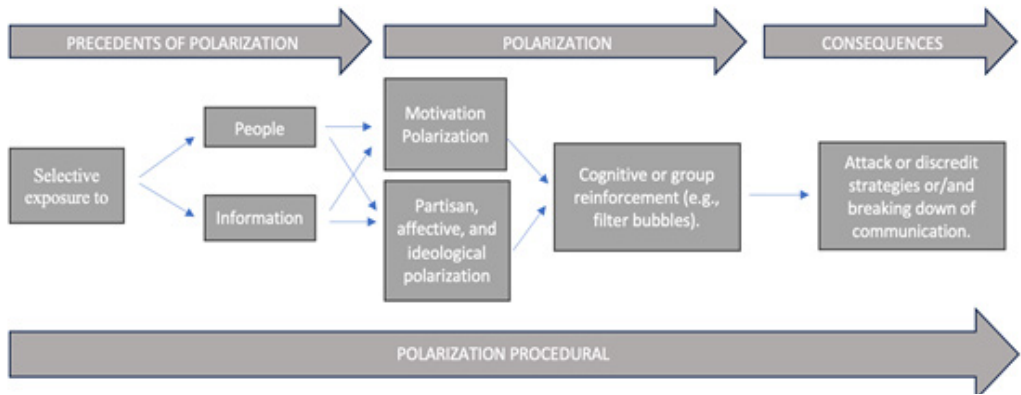 PRECEDENTS OF POLARIZATION
POLARIZATION
CONSEQUENCES
Selective
exposure to
People
Information
Motivation
Polarization
Partisan,
affective, and
ideological
polarization
Cognitive or group
reinforcement (e.g.,
filter bubbles).
Attack or discredit
strategies or/and
breaking down of
communication.
POLARIZATION PROCEDURAL